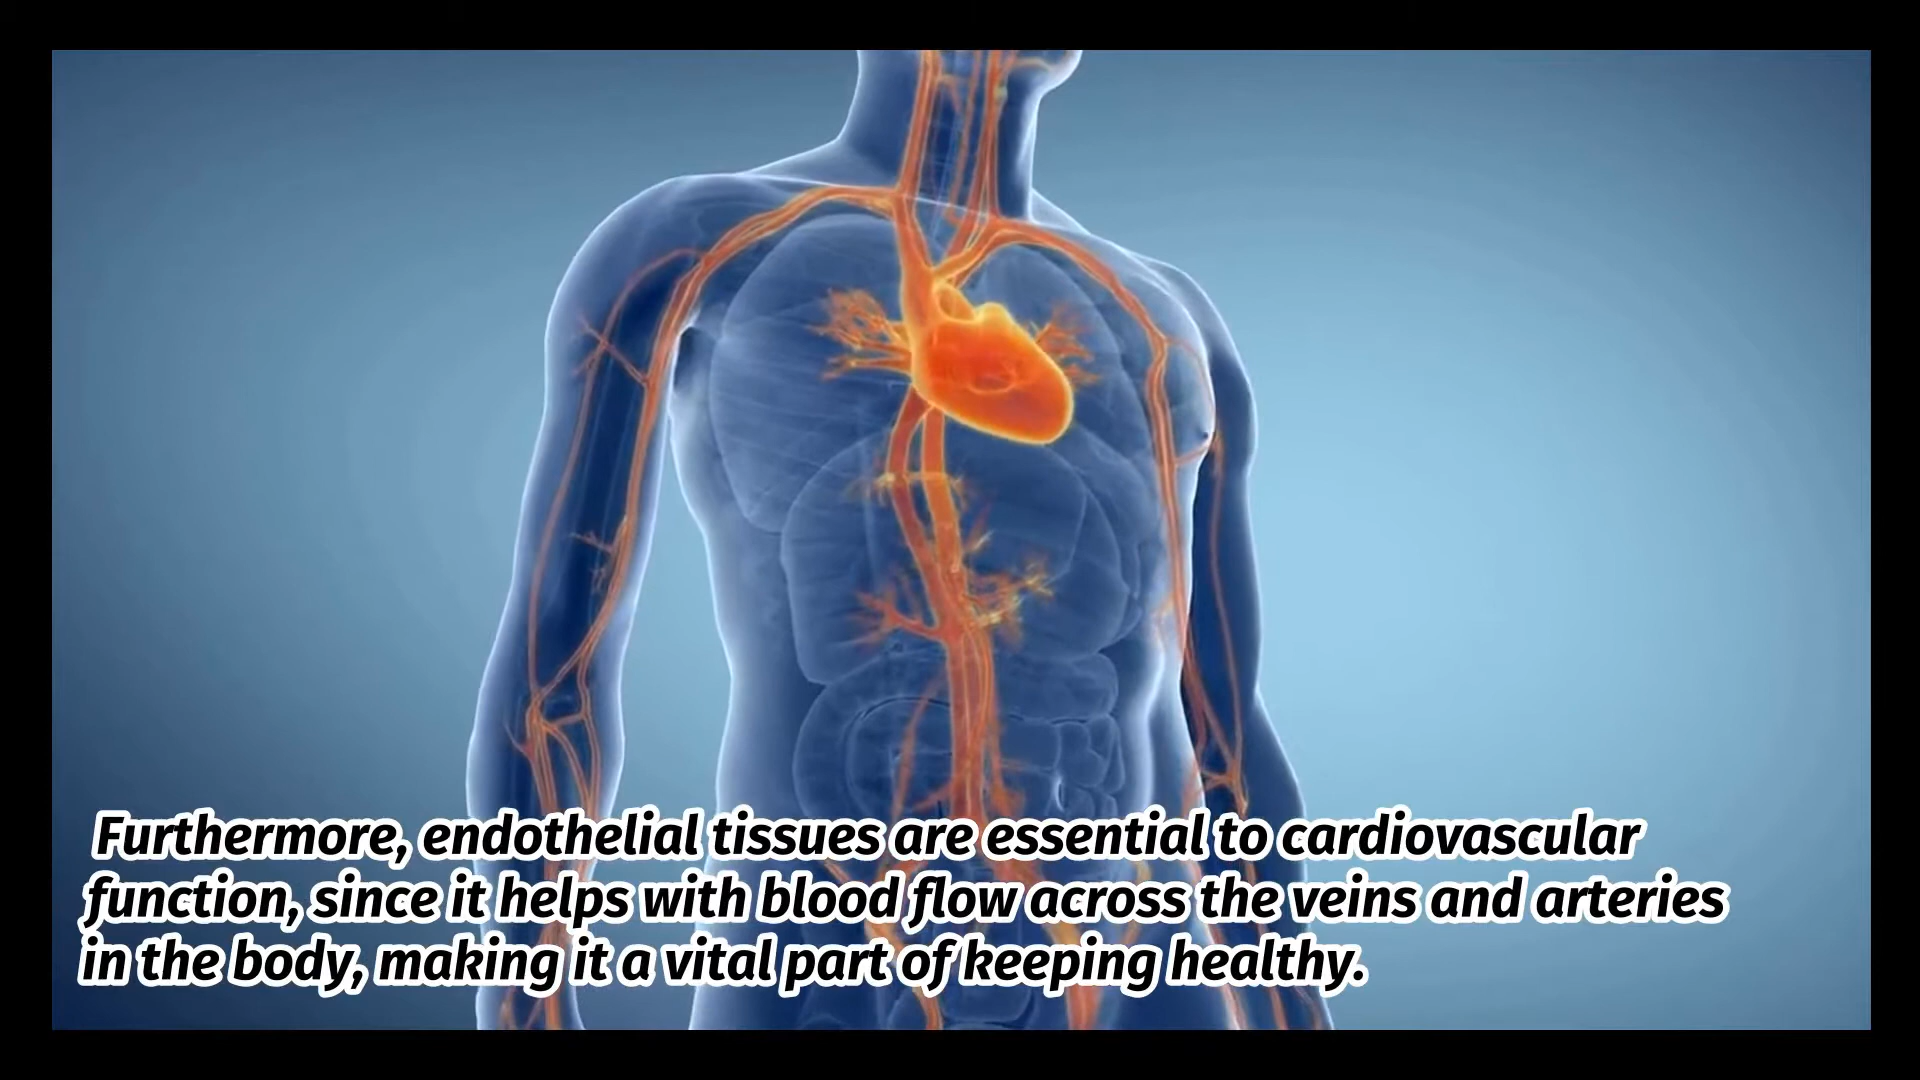 Furthermore, endothelial tissues are essential to cardiovascular
function, since it helps with blood flow across the veins and arteries
in the body, making it a vital part of keeping healthy.